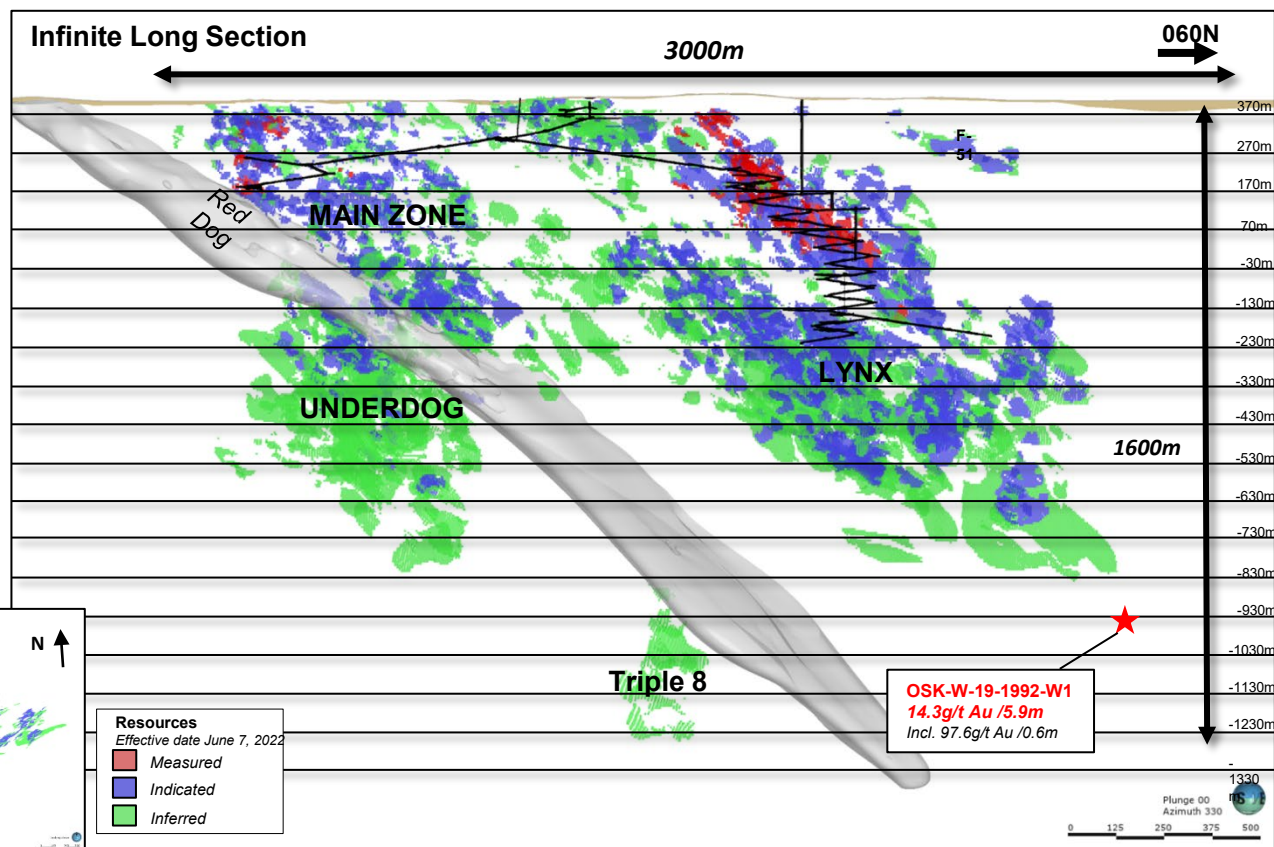 Infinite Long Section
3000m
060N
370m
F-
51
270m
170m
Red
Dog
MAIN ZONE
70m
-30m
-130m
-230m
LYNX
-330m
UNDERDOG
-430m
1600m
-530m
-630m
-730m
-830m
-930m
N
-1030m
Triple 8
-1130m
OSK-W-19-1992-W1
14.3g/t Au /5.9m
Incl. 97.6g/t Au /0.6m
-1230m
Resources
Effective date June 7, 2022
Measured
Indicated
Inferred
-
1330
m
Plunge 00
Azimuth 330
0 125 250 375 500